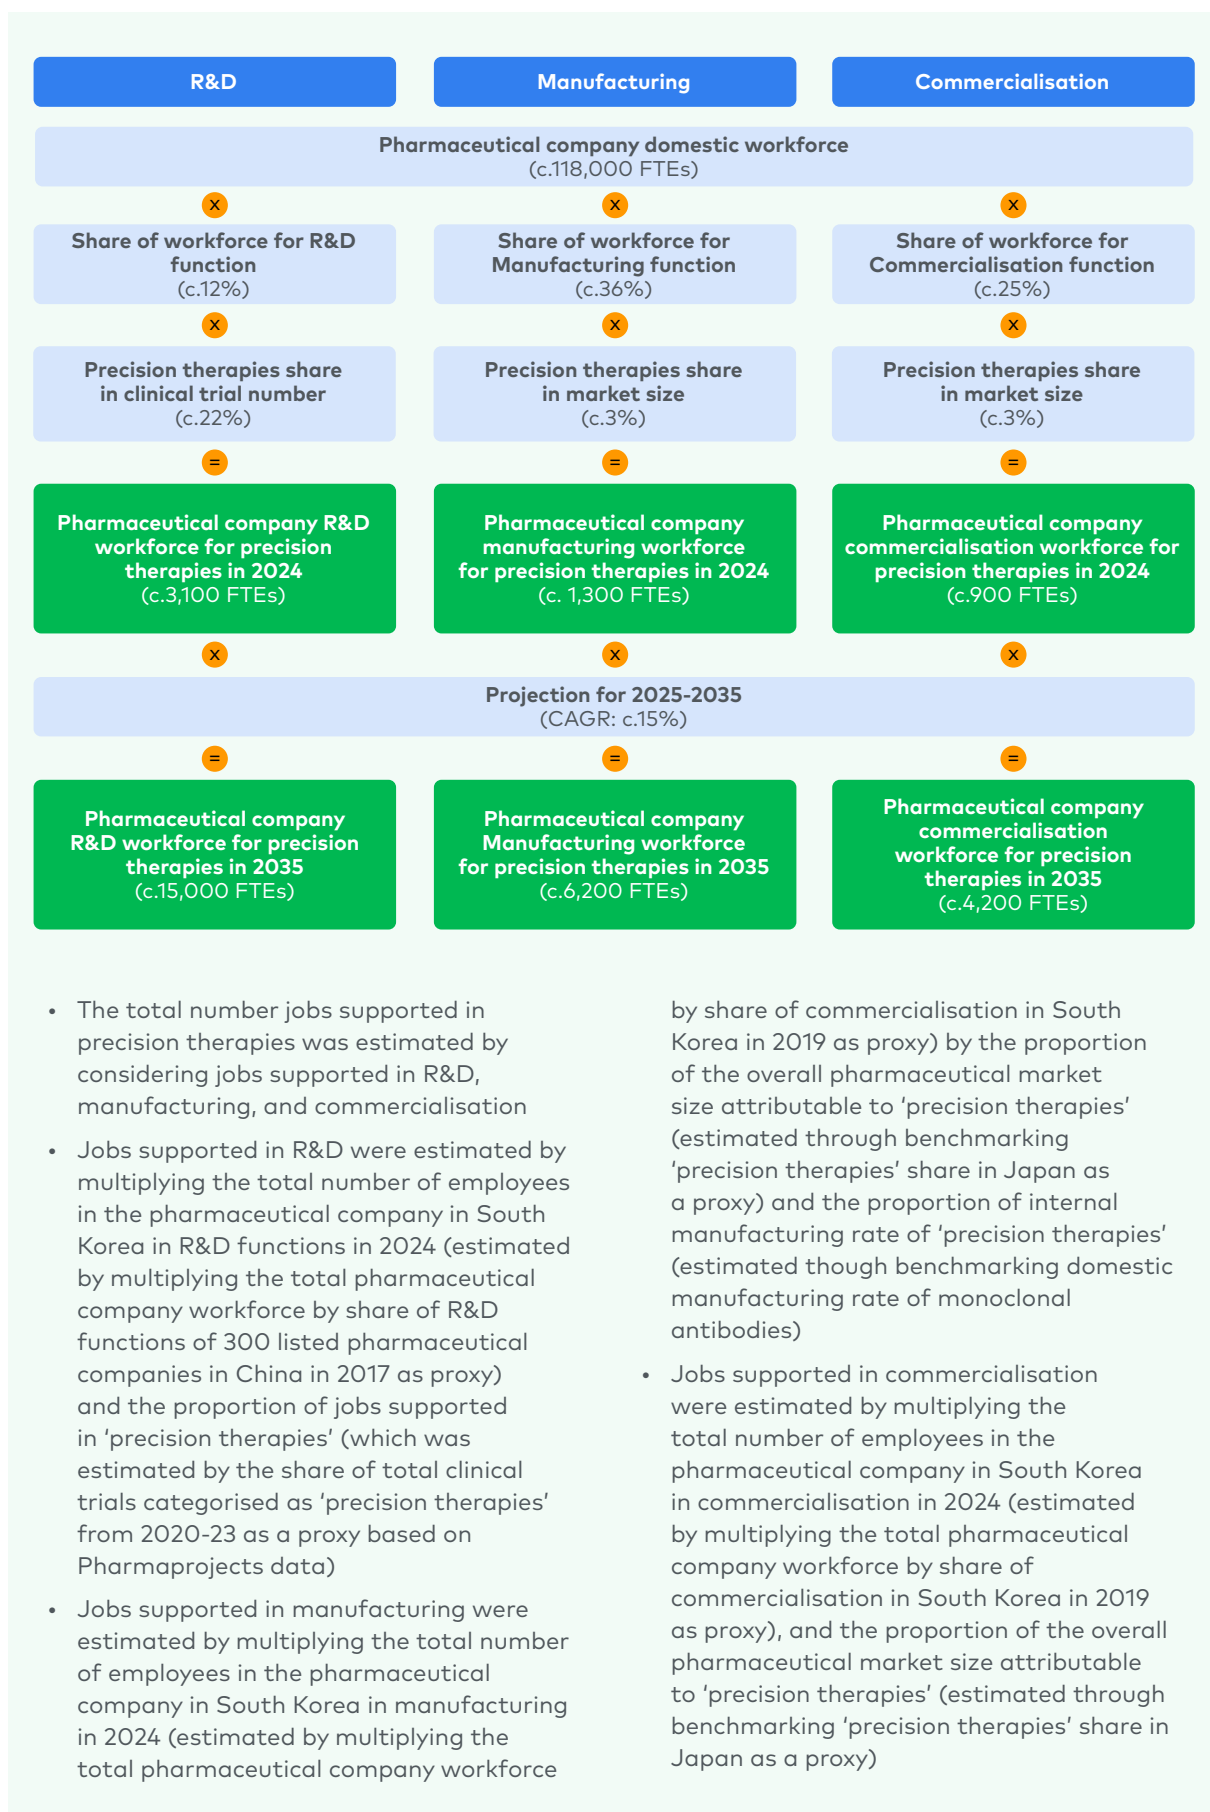 R&D
Manufacturing
Commercialisation
Pharmaceutical company domestic workforce
(c.118,000 FTEs)
x
x
x
Share of workforce for R&D
function
(c.12%)
Share of workforce for
Manufacturing function
(c.36%)
Share of workforce for
Commercialisation function
(c.25%)
x
x
x
Precision therapies share
in clinical trial number
(c.22%)
Precision therapies share
in market size
(c.3%)
Precision therapies share
in market size
(c.3%)
=
=
=
Pharmaceutical company R&D
workforce for precision
therapies in 2024
(c.3,100 FTEs)
Pharmaceutical company
manufacturing workforce
for precision therapies in 2024
(c. 1,300 FTEs)
Pharmaceutical company
commercialisation workforce for
precision therapies in 2024
(c.900 FTEs)
x
x
x
Projection for 2025-2035
(CAGR: c.15%)
=
=
=
Pharmaceutical company
R&D workforce for precision
therapies in 2035
(c.15,000 FTEs)
Pharmaceutical company
Manufacturing workforce
for precision therapies in 2035
(c.6,200 FTEs)
Pharmaceutical company
commercialisation
workforce for precision
therapies in 2035
(c.4,200 FTEs)
• The total number jobs supported in
precision therapies was estimated by
considering jobs supported in R&D,
manufacturing, and commercialisation
• Jobs supported in R&D were estimated by
multiplying the total number of employees
in the pharmaceutical company in South
Korea in R&D functions in 2024 (estimated
by multiplying the total pharmaceutical
company workforce by share of R&D
functions of 300 listed pharmaceutical
companies in China in 2017 as proxy)
and the proportion of jobs supported
in ‘precision therapies’ (which was
estimated by the share of total clinical
trials categorised as ‘precision therapies’
from 2020-23 as a proxy based on
Pharmaprojects data)
• Jobs supported in manufacturing were
estimated by multiplying the total number
of employees in the pharmaceutical
company in South Korea in manufacturing
in 2024 (estimated by multiplying the
total pharmaceutical company workforce
by share of commercialisation in South
Korea in 2019 as proxy) by the proportion
of the overall pharmaceutical market
size attributable to ‘precision therapies’
(estimated through benchmarking
‘precision therapies’ share in Japan as
a proxy) and the proportion of internal
manufacturing rate of ‘precision therapies’
(estimated though benchmarking domestic
manufacturing rate of monoclonal
antibodies)
• Jobs supported in commercialisation
were estimated by multiplying the
total number of employees in the
pharmaceutical company in South Korea
in commercialisation in 2024 (estimated
by multiplying the total pharmaceutical
company workforce by share of
commercialisation in South Korea in 2019
as proxy), and the proportion of the overall
pharmaceutical market size attributable
to ‘precision therapies’ (estimated through
benchmarking ‘precision therapies’ share in
Japan as a proxy)